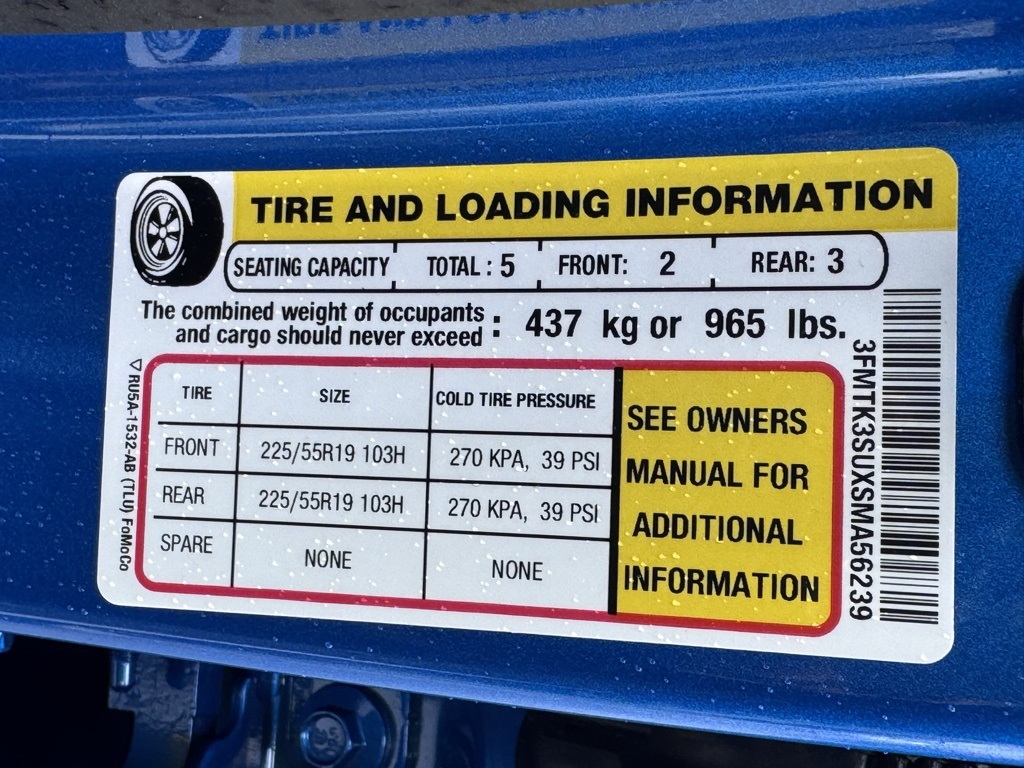 TIRE AND LOADING INFORMATION
SEATING CAPACITY TOTAL : 5 FRONT: 2 REAR: 3
The combined weight of occupants
and cargo should never exceed : 437 kg or 965 lbs.
TIRE SIZE COLD TIRE PRESSURE
FRONT 225/55R19 103H 270 KPA, 39 PSI
REAR 225/55R19 103H 270 KPA, 39 PSI
SPARE NONE NONE
SEE OWNERS
MANUAL FOR
ADDITIONAL
INFORMATION
3FMTK3SUXSMA56239
RU5A-1532-AB (TLU) FoMoCo